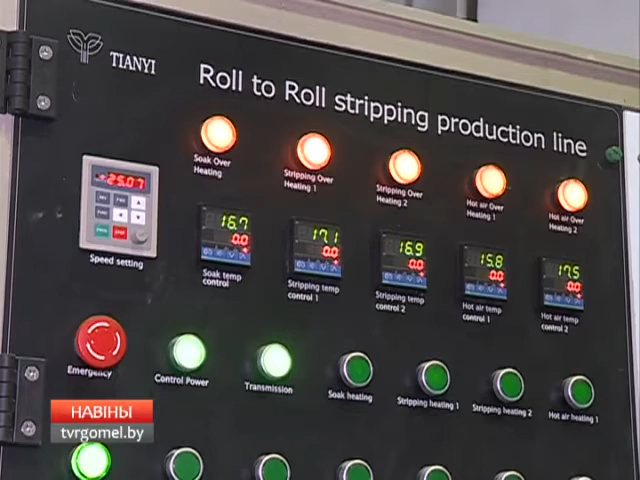 TIANYI
Roll to Roll stripping production line
Soak Over
Heating
Stripping Over
Heating 1
Stripping Over
Heating 2
Hot air Over
Heating 1
Hot air Over
Heating 2
25.07
Speed setting
16.7
0.0
Soak temp
control
17.1
0.0
Stripping temp
control 1
16.9
0.0
Stripping temp
control 2
15.8
0.0
Hot air temp
control 1
17.5
0.0
Hot air temp
control 2
Emergency
Control Power
Transmission
Soak heating
Stripping heating 1
Stripping heating 2
Hot air heating 1
НАВІНЫ
tvrgomel.by